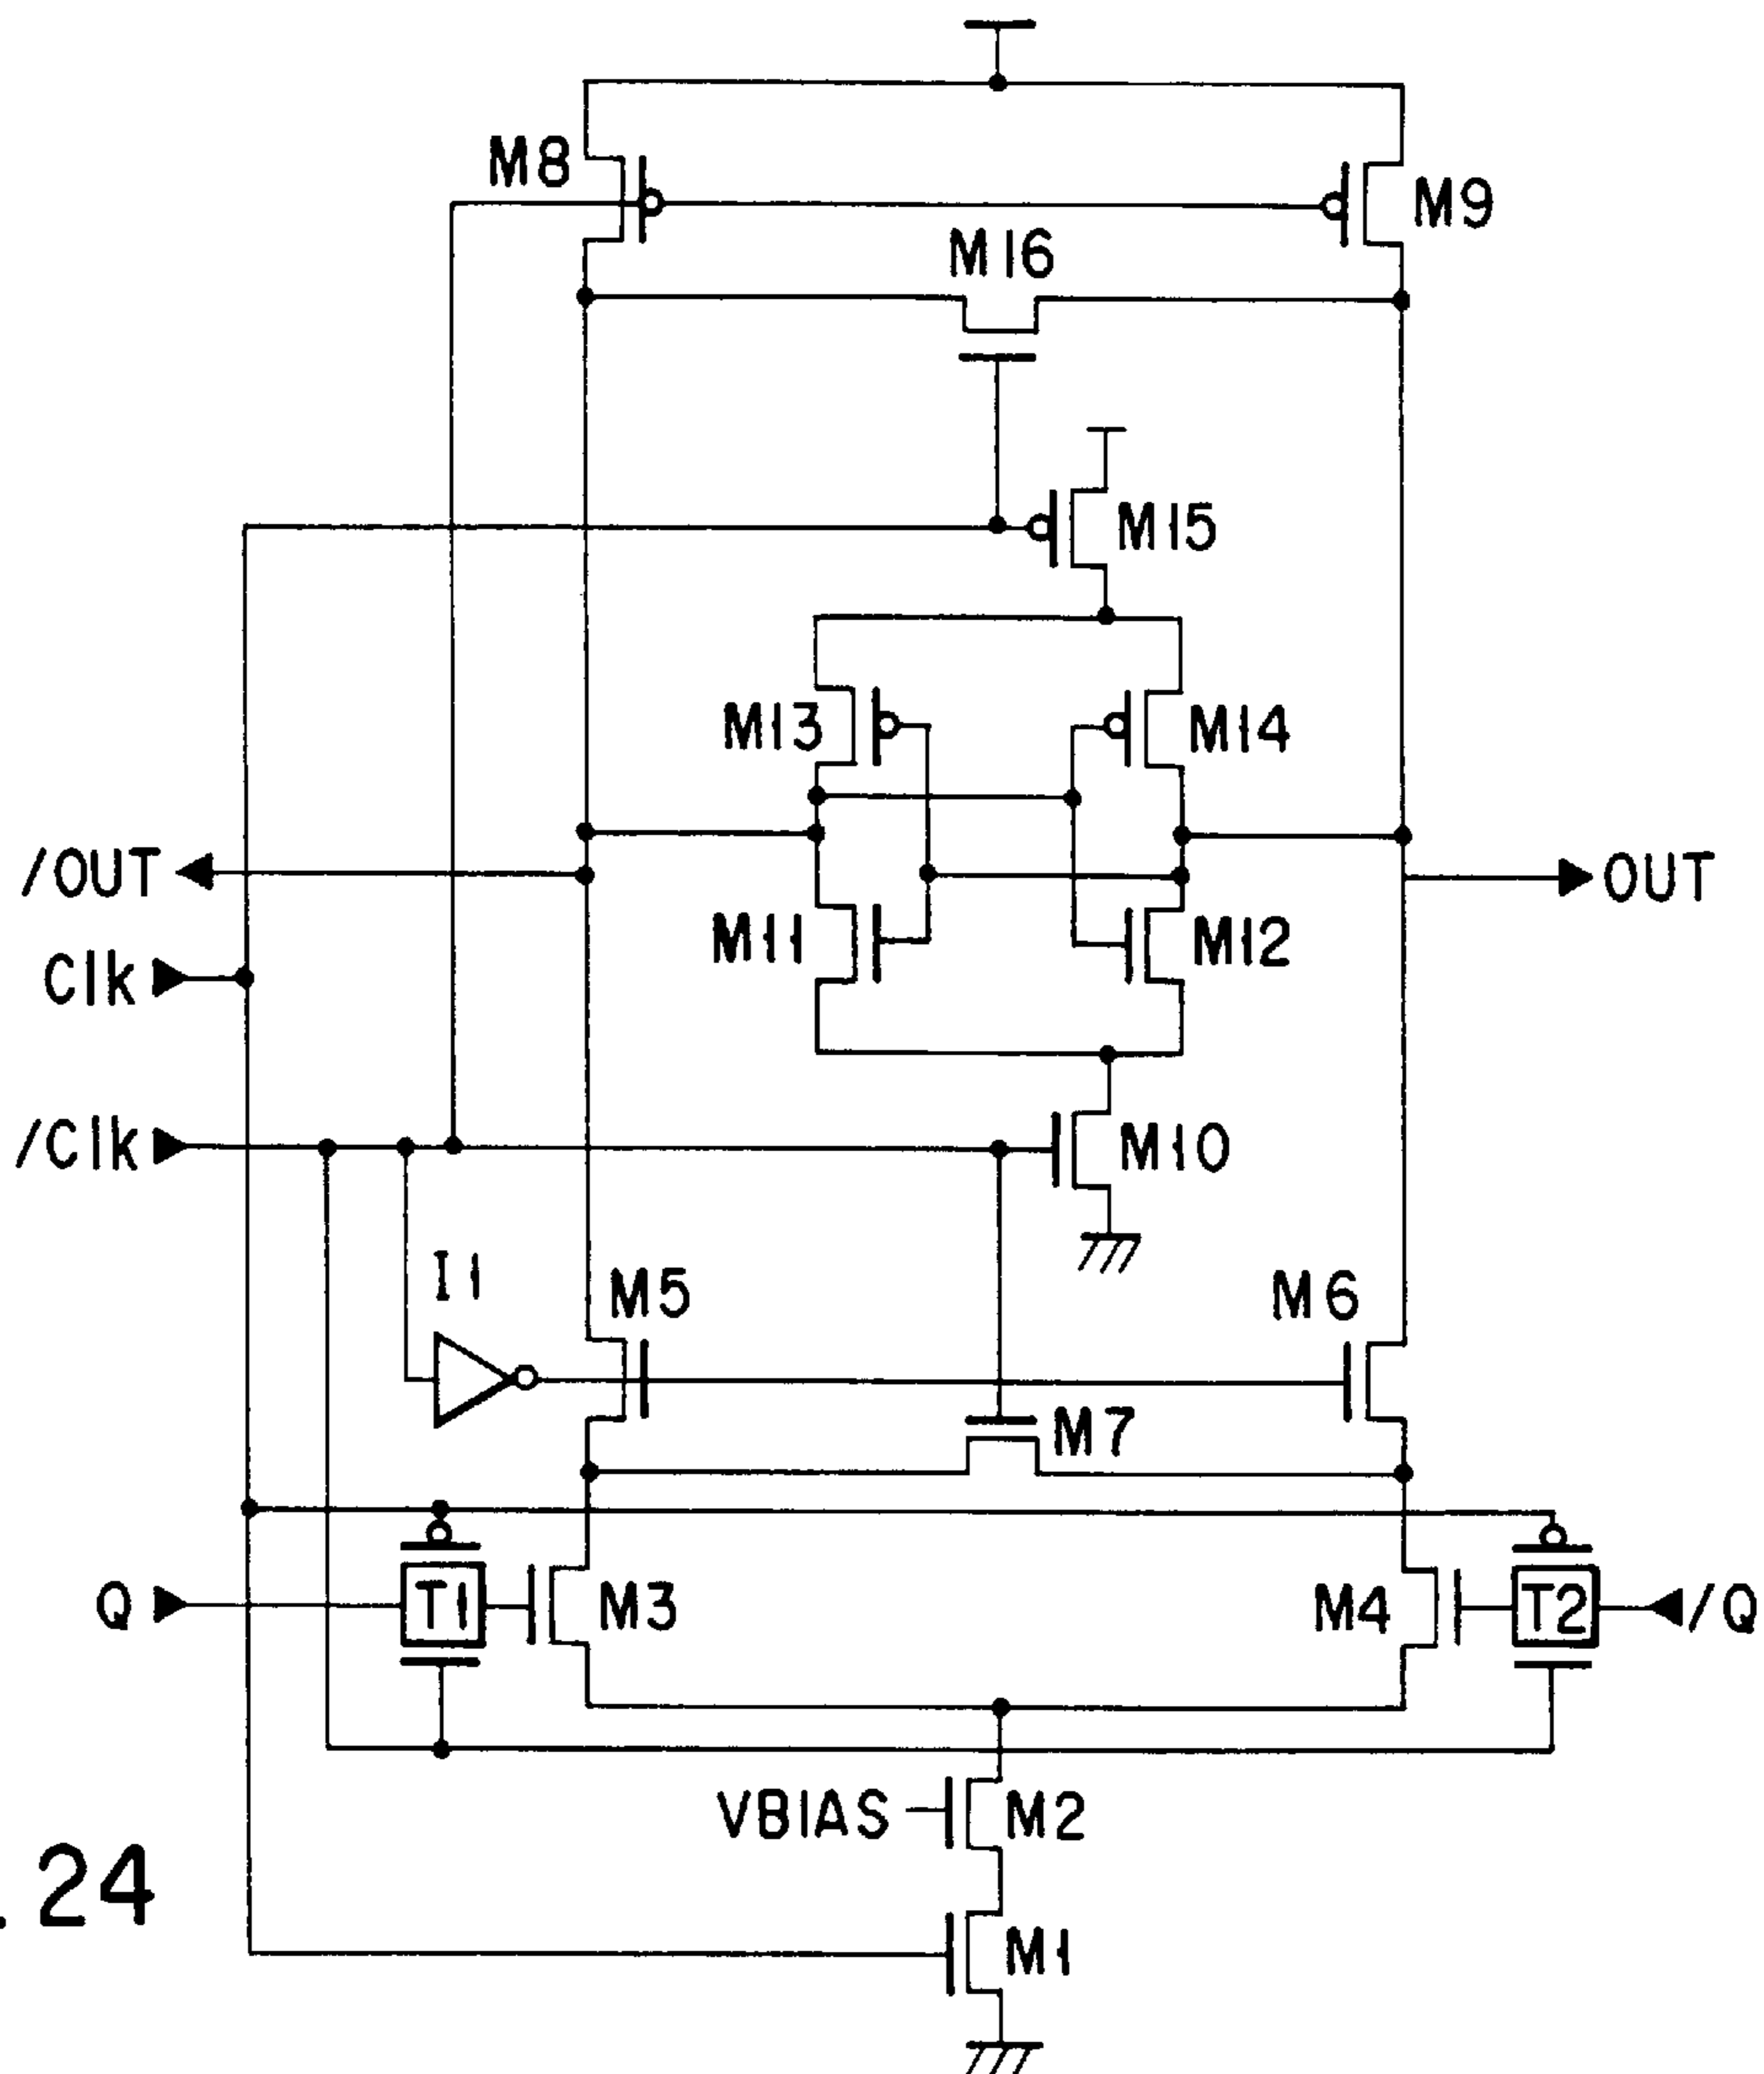 M8
M9
M16
M15
M13
M14
/OUT
OUT
M11
M12
Clk
/Clk
M10
I1
M5
M6
M7
Q
T1
M3
M4
T2
/Q
VBIAS
M2
. 24
M1